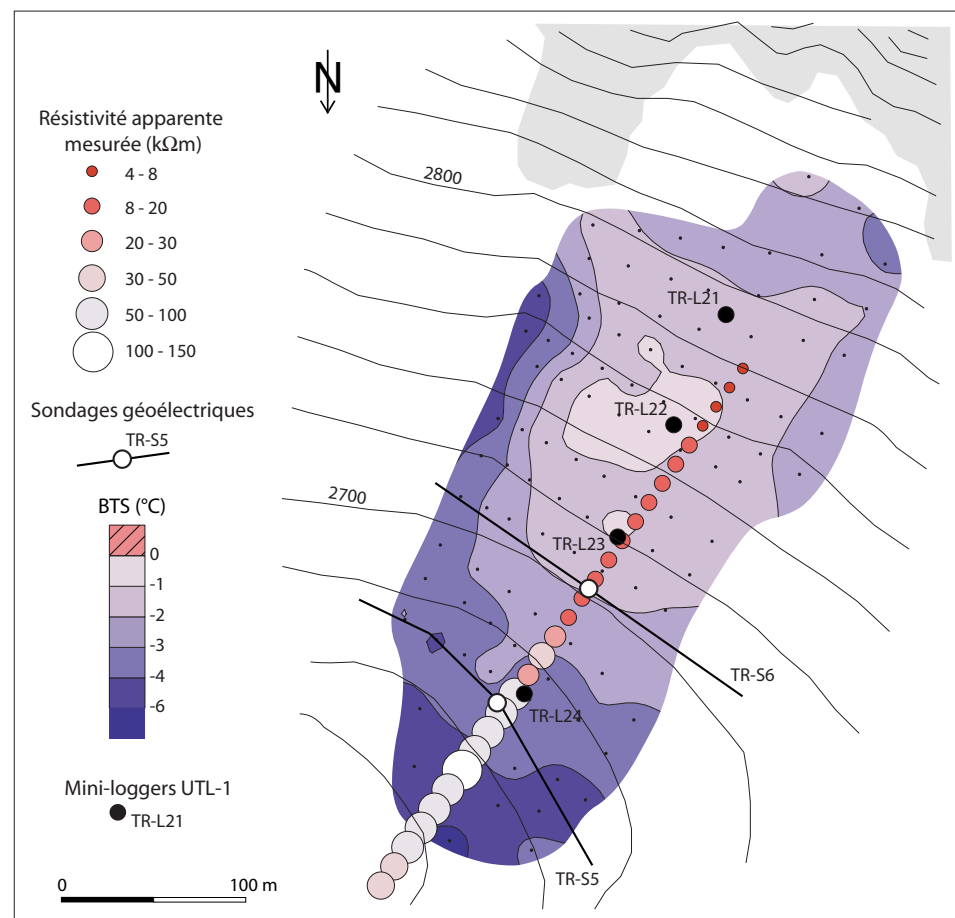 N
Résistivité apparente
mesurée (kΩm)
4 - 8
8 - 20
20 - 30
30 - 50
50 - 100
100 - 150
Sondages géoélectriques
TR-S5
BTS (°C)
0
-1
-2
-3
-4
-6
Mini-loggers UTL-1
TR-L21
0 100 m
2800
TR-L21
TR-L22
2700
TR-L23
TR-S6
TR-L24
TR-S5